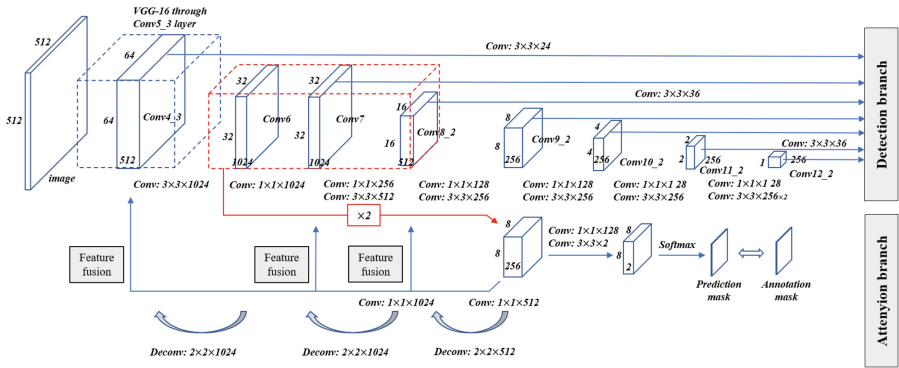 VGG-16 through
Conv5_3 layer
512
512
image
64
64
512
Conv4_3
Conv: 3×3×24
32
32
1024
Conv6
32
32
1024
Conv7
16
16
512
Conv8_2
Conv: 3×3×36
8
8
256
Conv9_2
4
4
256
Conv10_2
2
2
256
Conv11_2
Conv: 3×3×36
1
256
Conv12_2
Detection branch
Conv: 3×3×1024
Conv: 1×1×1024
Conv: 1×1×256
Conv: 3×3×512
Conv: 1×1×128
Conv: 3×3×256
Conv: 1×1×128
Conv: 3×3×256
Conv: 1×1×1 28
Conv: 3×3×256
Conv: 1×1×1 28
Conv: 3×3×256×2
×2
Feature
fusion
Feature
fusion
Feature
fusion
8
8
256
Conv: 1×1×128
Conv: 3×3×2
8
8
2
Softmax
Prediction
mask
Annotation
mask
Attenyion branch
Conv: 1×1×1024
Conv: 1×1×512
Deconv: 2×2×1024
Deconv: 2×2×1024
Deconv: 2×2×512